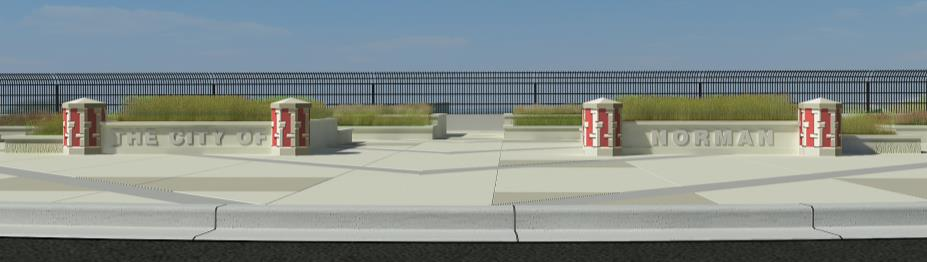 THE CITY OF NORMAN